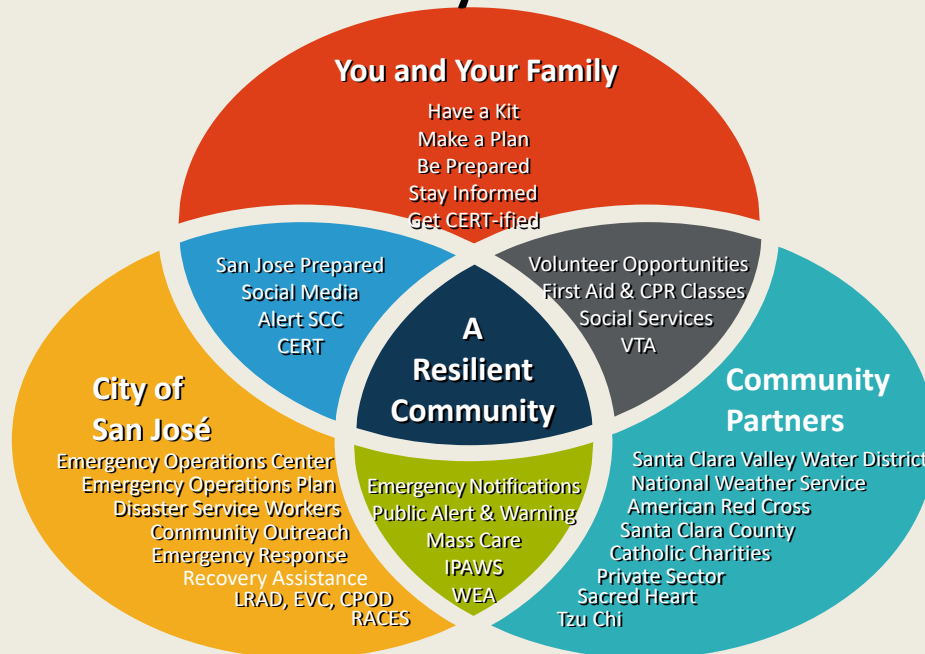 You and Your Family
Have a Kit
Make a Plan
Be Prepared
Stay Informed
Get CERT-ified
San Jose Prepared
Social Media
Alert SCC
CERT
Volunteer Opportunities
First Aid & CPR Classes
Social Services
VTA
A
Resilient
Community
City of
San José
Emergency Operations Center
Emergency Operations Plan
Disaster Service Workers
Community Outreach
Emergency Response
Recovery Assistance
LRAD, EVC, CPOD
RACES
Emergency Notifications
Public Alert & Warning
Mass Care
IPAWS
WEA
Community
Partners
Santa Clara Valley Water District
National Weather Service
American Red Cross
Santa Clara County
Catholic Charities
Private Sector
Sacred Heart
Tzu Chi